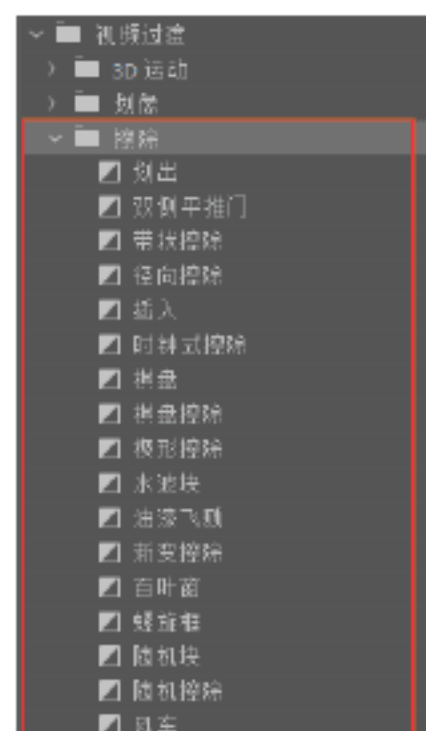 视频过渡
3D 运动
划像
擦除
划出
双侧平推门
带状擦除
径向擦除
插入
时钟式擦除
棋盘
棋盘擦除
楔形擦除
水波块
油漆飞溅
渐变擦除
百叶窗
螺旋框
随机块
随机擦除
风车